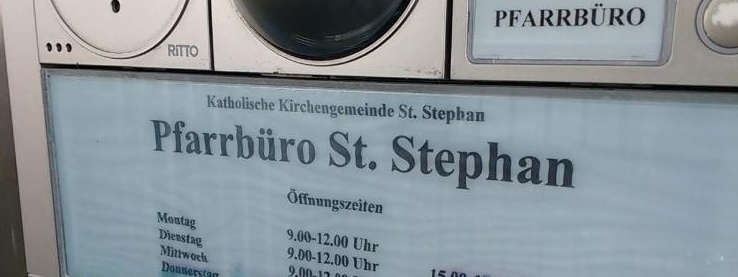 RITTO
PFARRBÜRO
Katholische Kirchengemeinde St. Stephan
Pfarrbüro St. Stephan
Öffnungszeiten
Montag
Dienstag 9.00-12.00 Uhr
Mittwoch 9.00-12.00 Uhr
Donnerstag